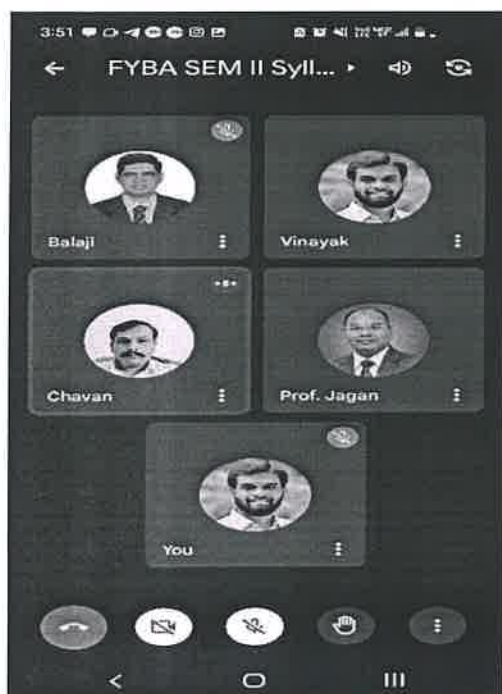 3:51
FYBA SEM II Syll...
Balaji
Vinayak
Chavan
Prof. Jagan
You